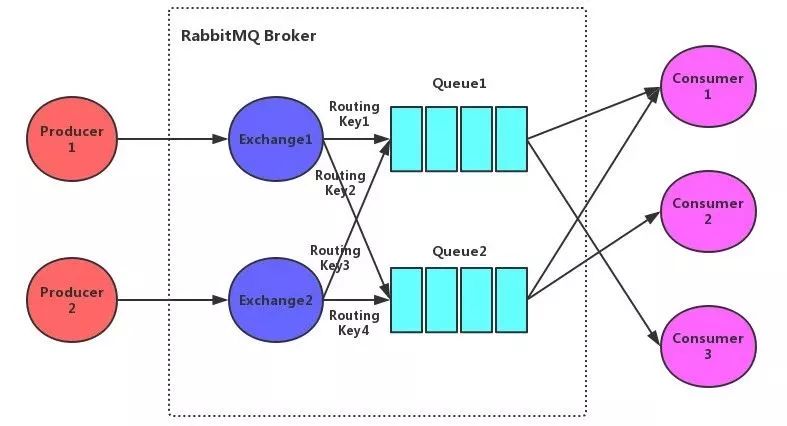 RabbitMQ Broker
Producer
1
Producer
2
Exchange1
Exchange2
Routing
Key1
Routing
Key2
Routing
Key3
Routing
Key4
Queue1
Queue2
Consumer
1
Consumer
2
Consumer
3